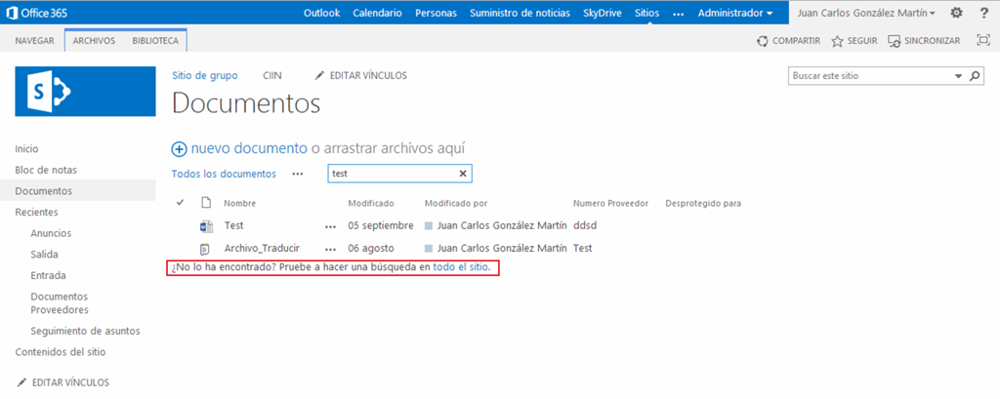 Office 365 Outlook Calendario Personas Suministro de noticias SkyDrive Sitios ... Administrador Juan Carlos González Martín ?
NAVEGAR ARCHIVOS BIBLIOTECA COMPARTIR SEGUIR SINCRONIZAR
Sitio de grupo CIIN EDITAR VÍNCULOS Buscar este sitio
S
Documentos
nuevo documento o arrastrar archivos aquí
Todos los documentos ... test
Nombre Modificado Modificado por Numero Proveedor Desprotegido para
Test ... 05 septiembre Juan Carlos González Martín ddsd
Archivo_Traducir ... 06 agosto Juan Carlos González Martín Test
¿No lo ha encontrado? Pruebe a hacer una búsqueda en todo el sitio.
Inicio
Bloc de notas
Documentos
Recientes
Anuncios
Salida
Entrada
Documentos
Proveedores
Seguimiento de asuntos
Contenidos del sitio
EDITAR VÍNCULOS